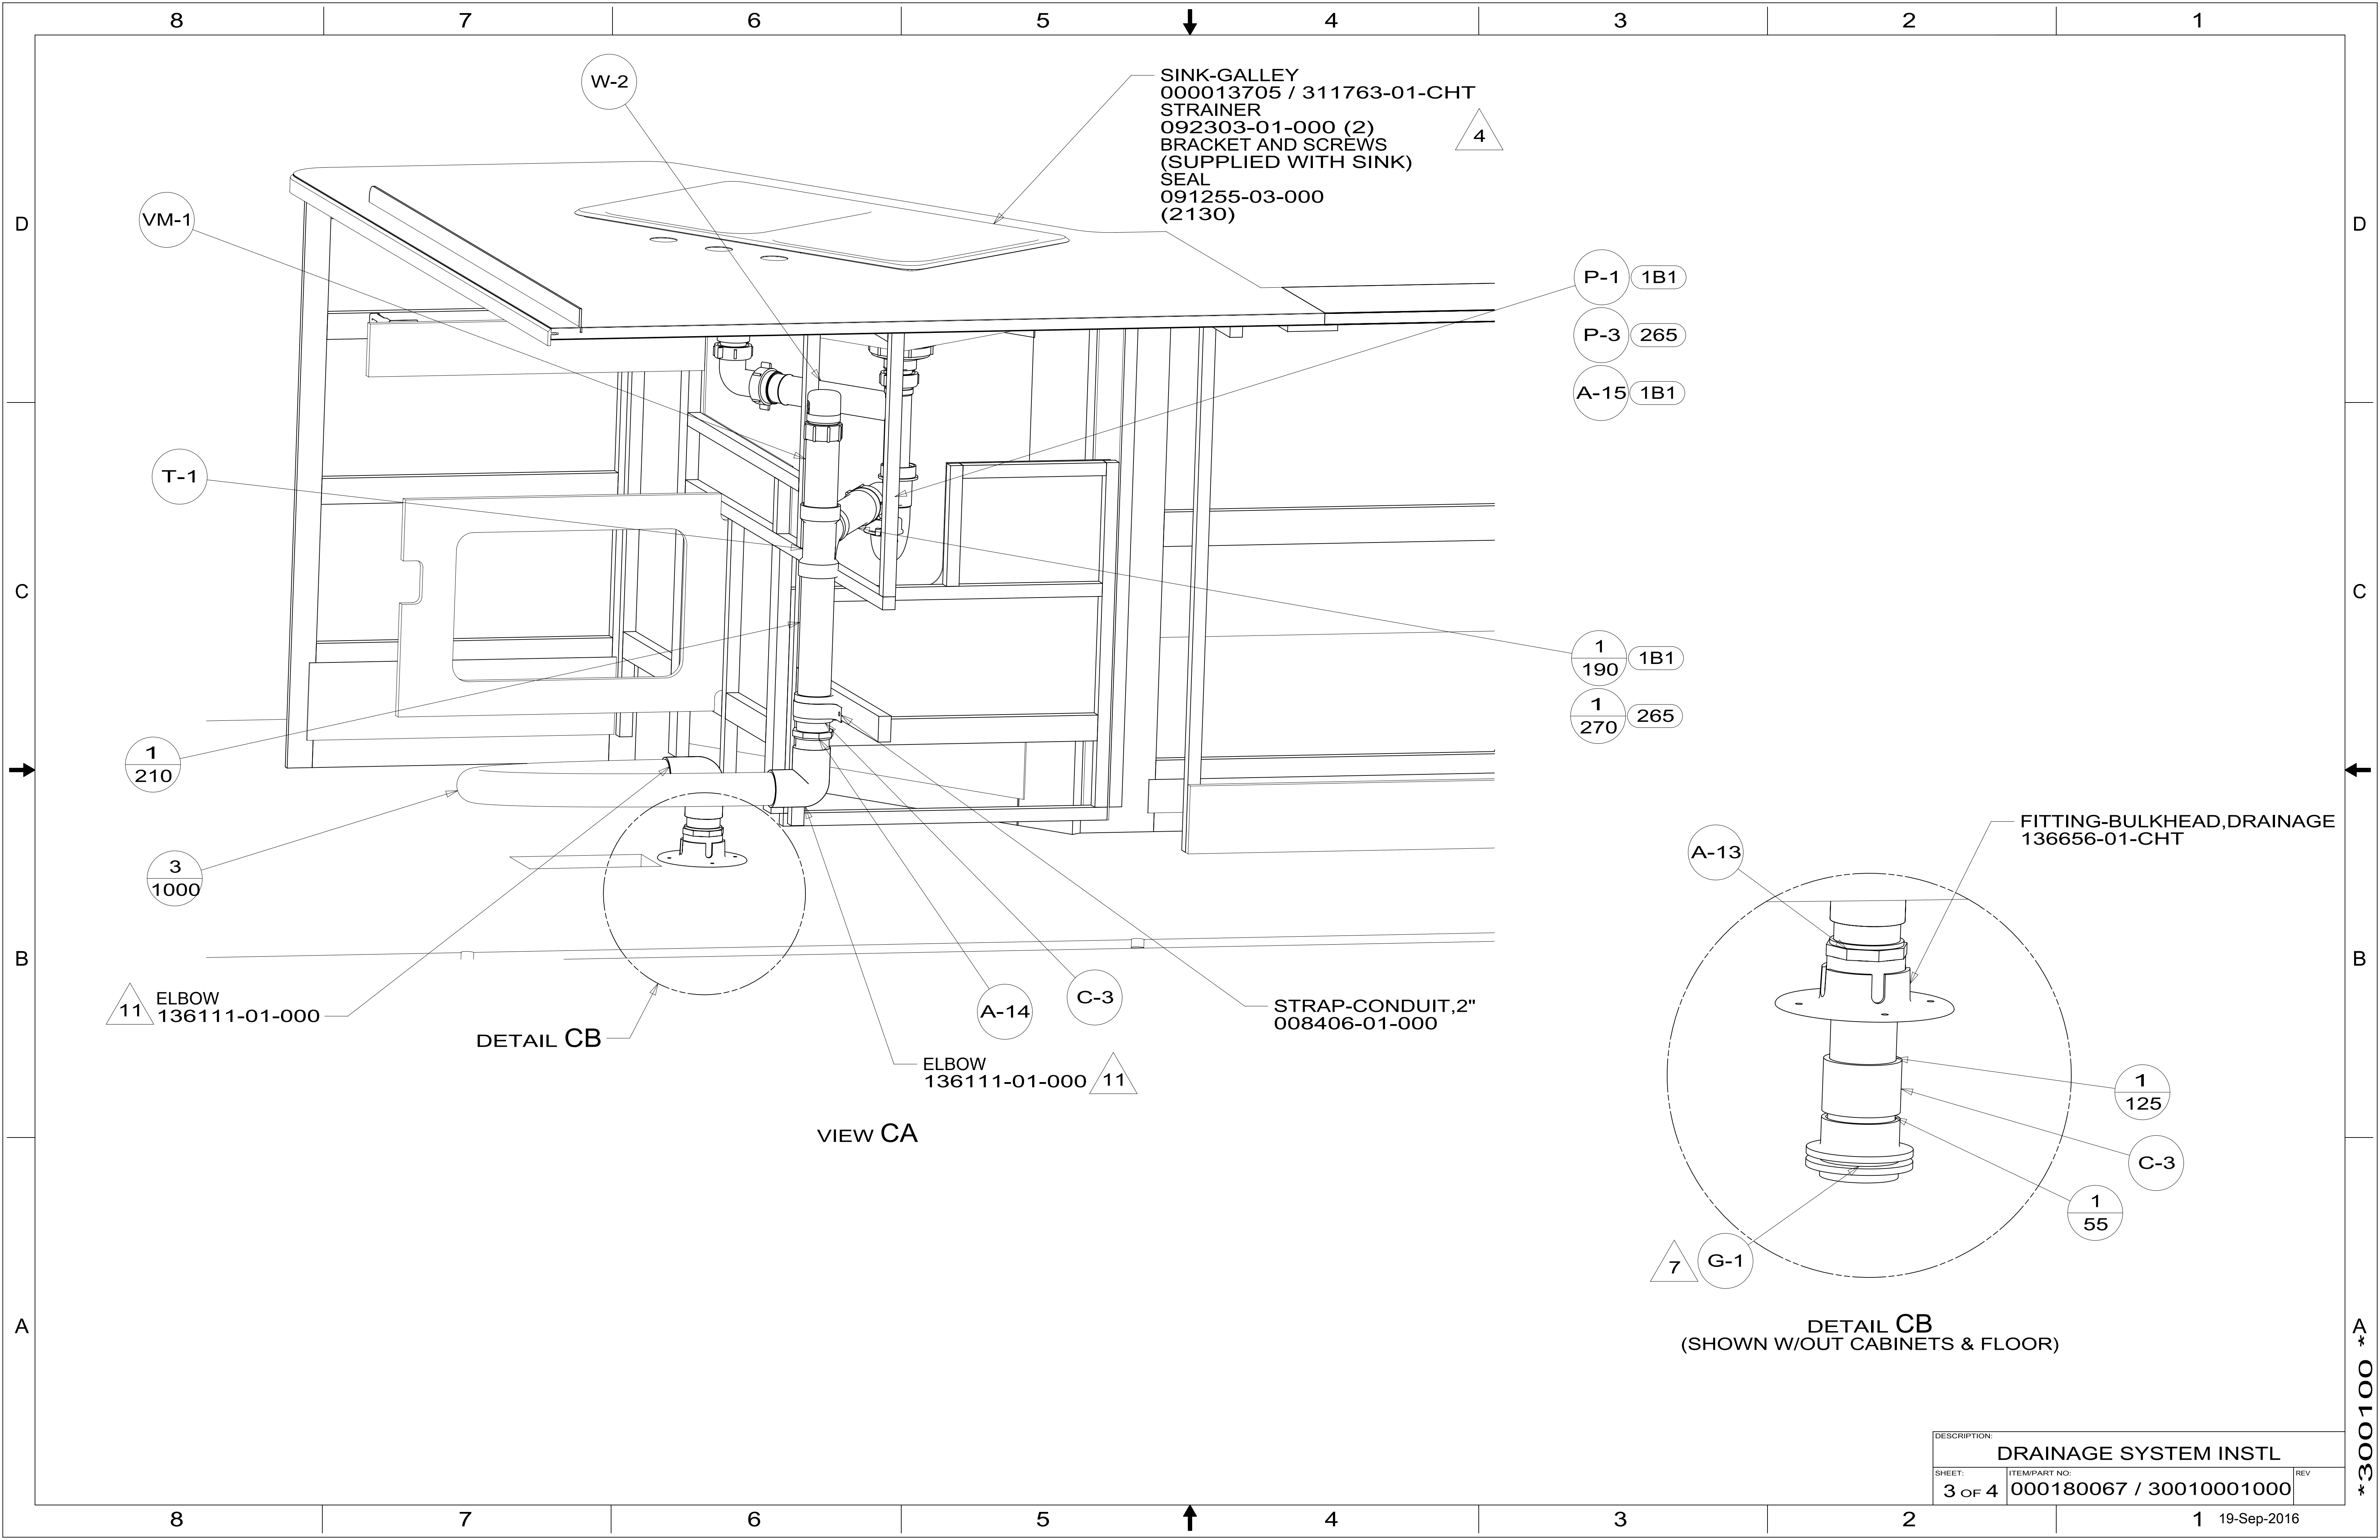 8 7 6 5 4 3 2 1
W-2
SINK-GALLEY
000013705 / 311763-01-CHT
STRAINER
092303-01-000 (2)
BRACKET AND SCREWS
(SUPPLIED WITH SINK)
SEAL
091255-03-000
(2130)
4
VM-1
D
D
P-1 1B1
P-3 265
A-15 1B1
T-1
C
C
1
190
1B1
1
270
265
1
210
3
1000
FITTING-BULKHEAD,DRAINAGE
136656-01-CHT
A-13
B
B
11
ELBOW
136111-01-000
DETAIL CB
A-14
C-3
STRAP-CONDUIT,2"
008406-01-000
ELBOW
136111-01-000
11
VIEW CA
1
125
C-3
1
55
7
G-1
DETAIL CB
(SHOWN W/OUT CABINETS & FLOOR)
A
A
*300100*
DESCRIPTION:
DRAINAGE SYSTEM INSTL
SHEET:
3 OF 4
ITEM/PART NO:
000180067 / 30010001000
REV
8 7 6 5 4 3 2 1
19-Sep-2016